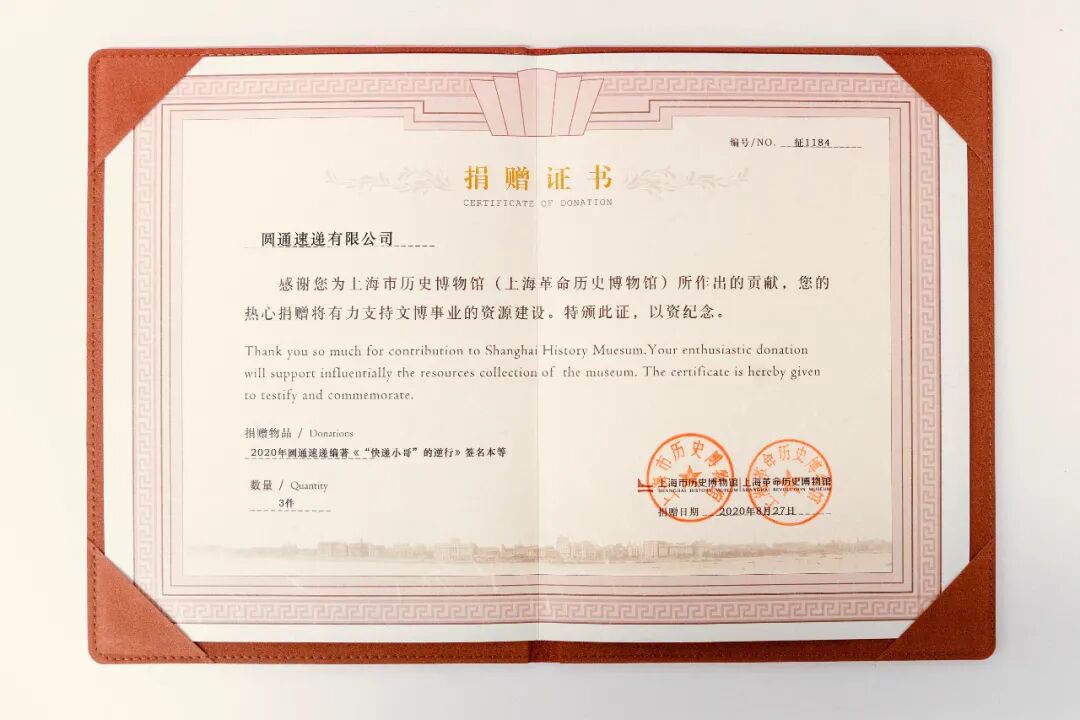 编号/NO. 征1184
捐赠证书
CERTIFICATE OF DONATION
圆通速递有限公司
感谢您为上海市历史博物馆（上海革命历史博物馆）所作出的贡献，您的
热心捐赠将有力支持文博事业的资源建设。特颁此证，以资纪念。
Thank you so much for contribution to Shanghai History Muesum.Your enthusiastic donation
will support influentially the resources collection of the museum. The certificate is hereby given
to testify and commemorate.
捐赠物品 / Donations
2020年圆通速递编著《“快递小哥”的逆行》签名本等
数量 / Quantity
3件
上海市历史博物馆 上海革命历史博物馆
SHANGHAI HISTORY MUSEUM SHANGHAI REVOLUTION MUSEUM
捐赠日期 2020年8月27日